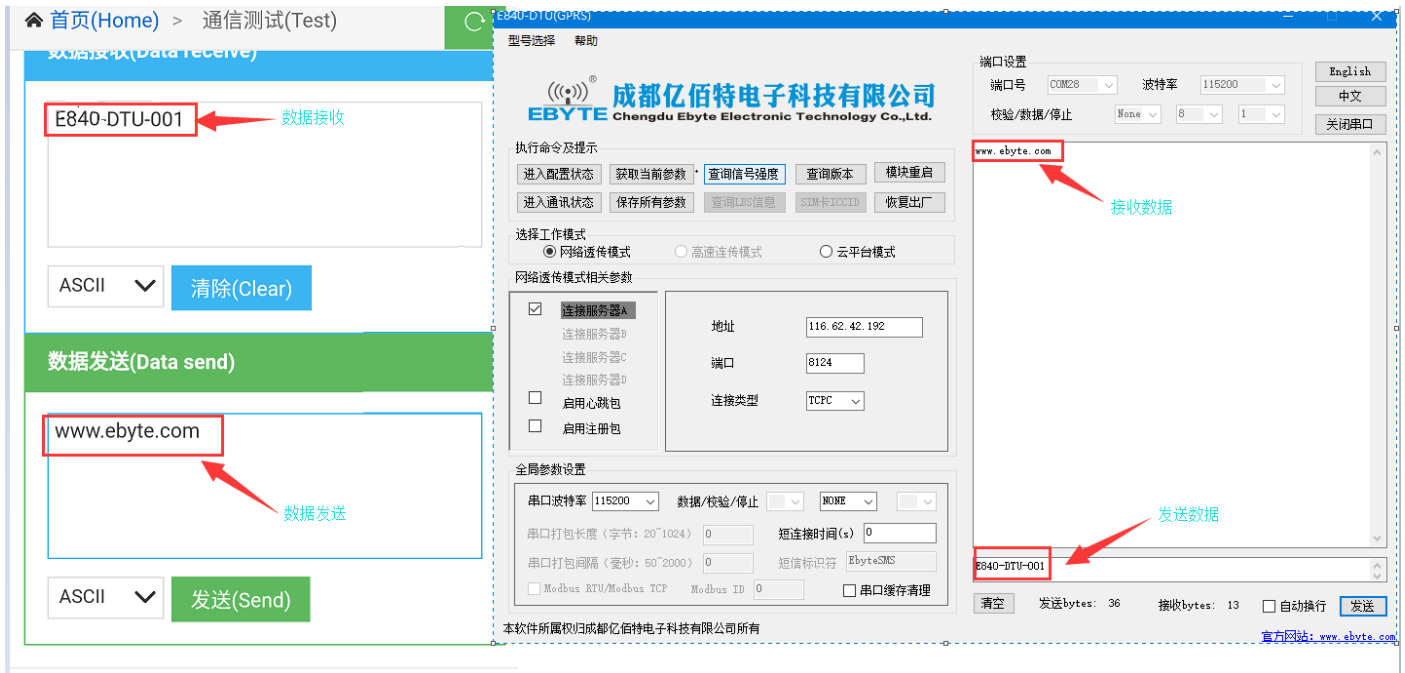 首页(Home) > 通信测试(Test)
数据接收(Data receive)
E840-DTU-001
数据接收
ASCII
清除(Clear)
数据发送(Data send)
www.ebyte.com
数据发送
ASCII
发送(Send)
E840-DTU(GPRS)
型号选择 帮助
((•))®
EBYTE
成都亿佰特电子科技有限公司
Chengdu Ebyte Electronic Technology Co.,Ltd.
执行命令及提示
进入配置状态 获取当前参数 查询信号强度 查询版本 模块重启
进入通讯状态 保存所有参数 查询LBS信息 SIM卡ICCID 恢复出厂
选择工作模式
网络透传模式 高速连传模式 云平台模式
网络透传模式相关参数
连接服务器A
连接服务器B
连接服务器C
连接服务器D
启用心跳包
启用注册包
地址 116.62.42.192
端口 8124
连接类型 TCPC
全局参数设置
串口波特率 115200 数据/校验/停止 NONE
串口打包长度（字节：20~1024） 0 短连接时间(s) 0
串口打包间隔（毫秒：50~2000） 0 短信标识符 EbyteSMS
Modbus RTU/Modbus TCP Modbus ID 0 串口缓存清理
本软件所属权归成都亿佰特电子科技有限公司所有
端口设置
端口号 COM28 波特率 115200
校验/数据/停止 None 8 1
English
中文
关闭串口
www.ebyte.com
接收数据
发送数据
E840-DTU-001
清空 发送bytes: 36 接收bytes: 13 自动换行 发送
官方网站：www.ebyte.com